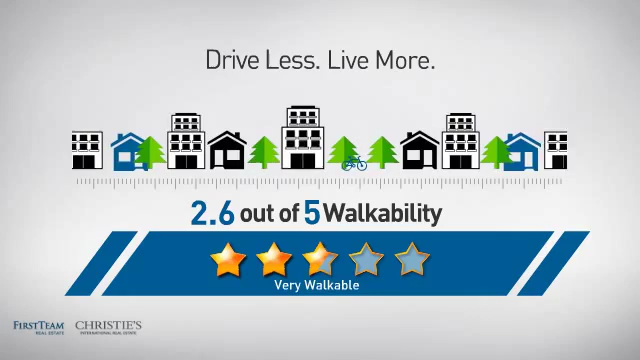 Drive Less. Live More.
2.6 out of 5 Walkability
Very Walkable
FIRSTTEAM CHRISTIE'S
REAL ESTATE INTERNATIONAL REAL ESTATE